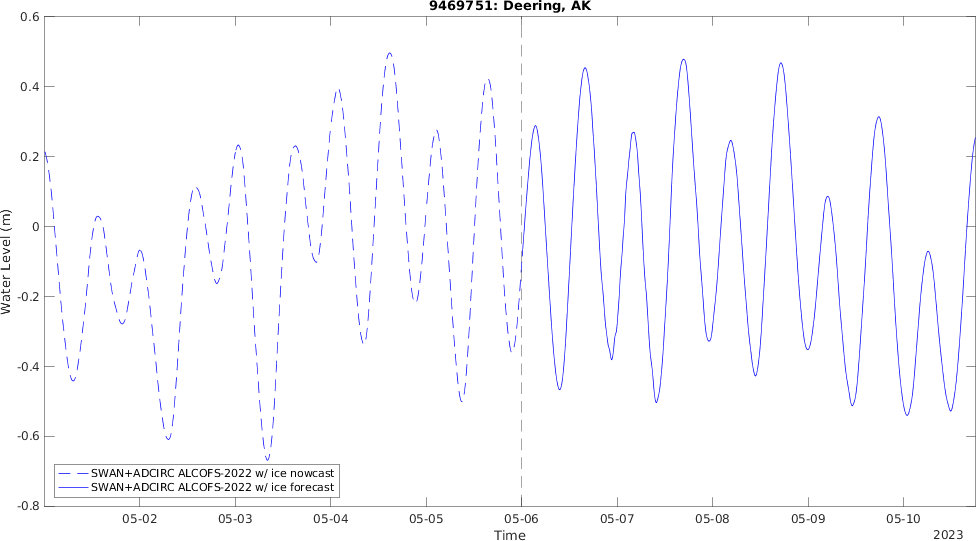 9469751: Deering, AK
0.6
0.4
0.2
0
-0.2
-0.4
-0.6
-0.8
Water Level (m)
SWAN+ADCIRC ALCOFS-2022 w/ ice nowcast
SWAN+ADCIRC ALCOFS-2022 w/ ice forecast
05-02 05-03 05-04 05-05 05-06 05-07 05-08 05-09 05-10
Time
2023